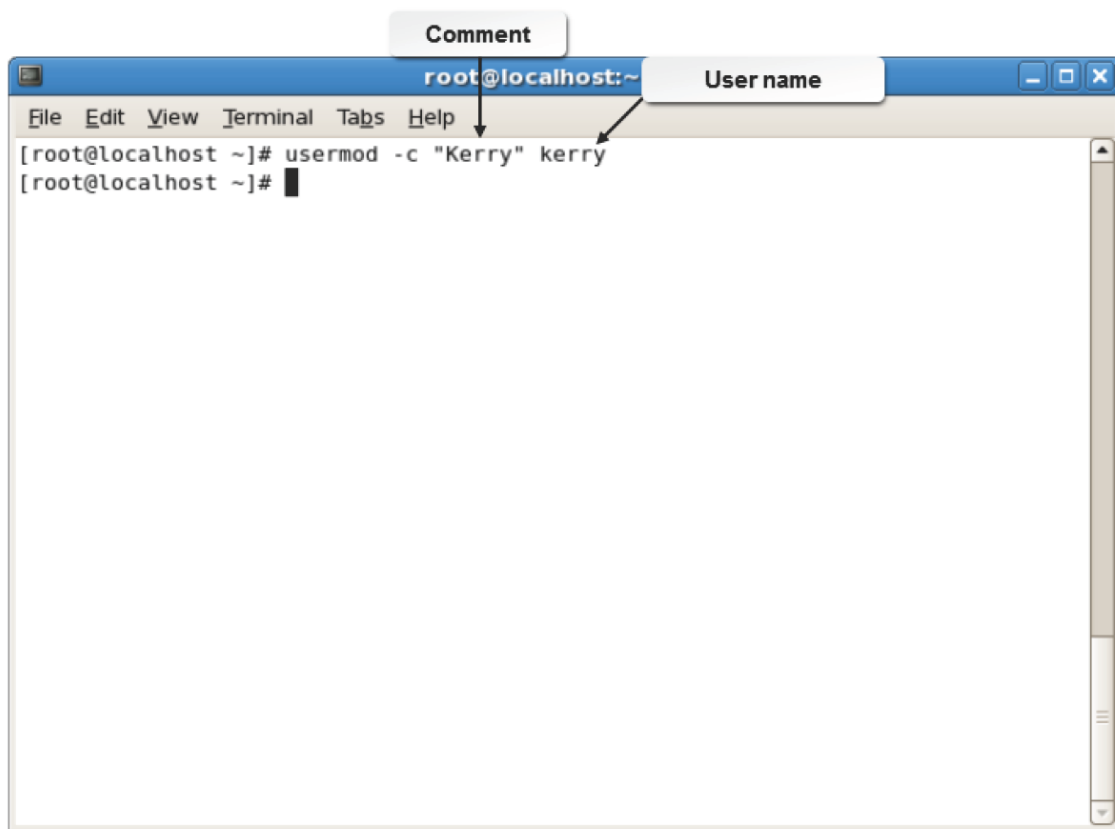 Comment
root@localhost:~
User name
File Edit View Terminal Tabs Help
[root@localhost ~]# usermod -c "Kerry" kerry
[root@localhost ~]#